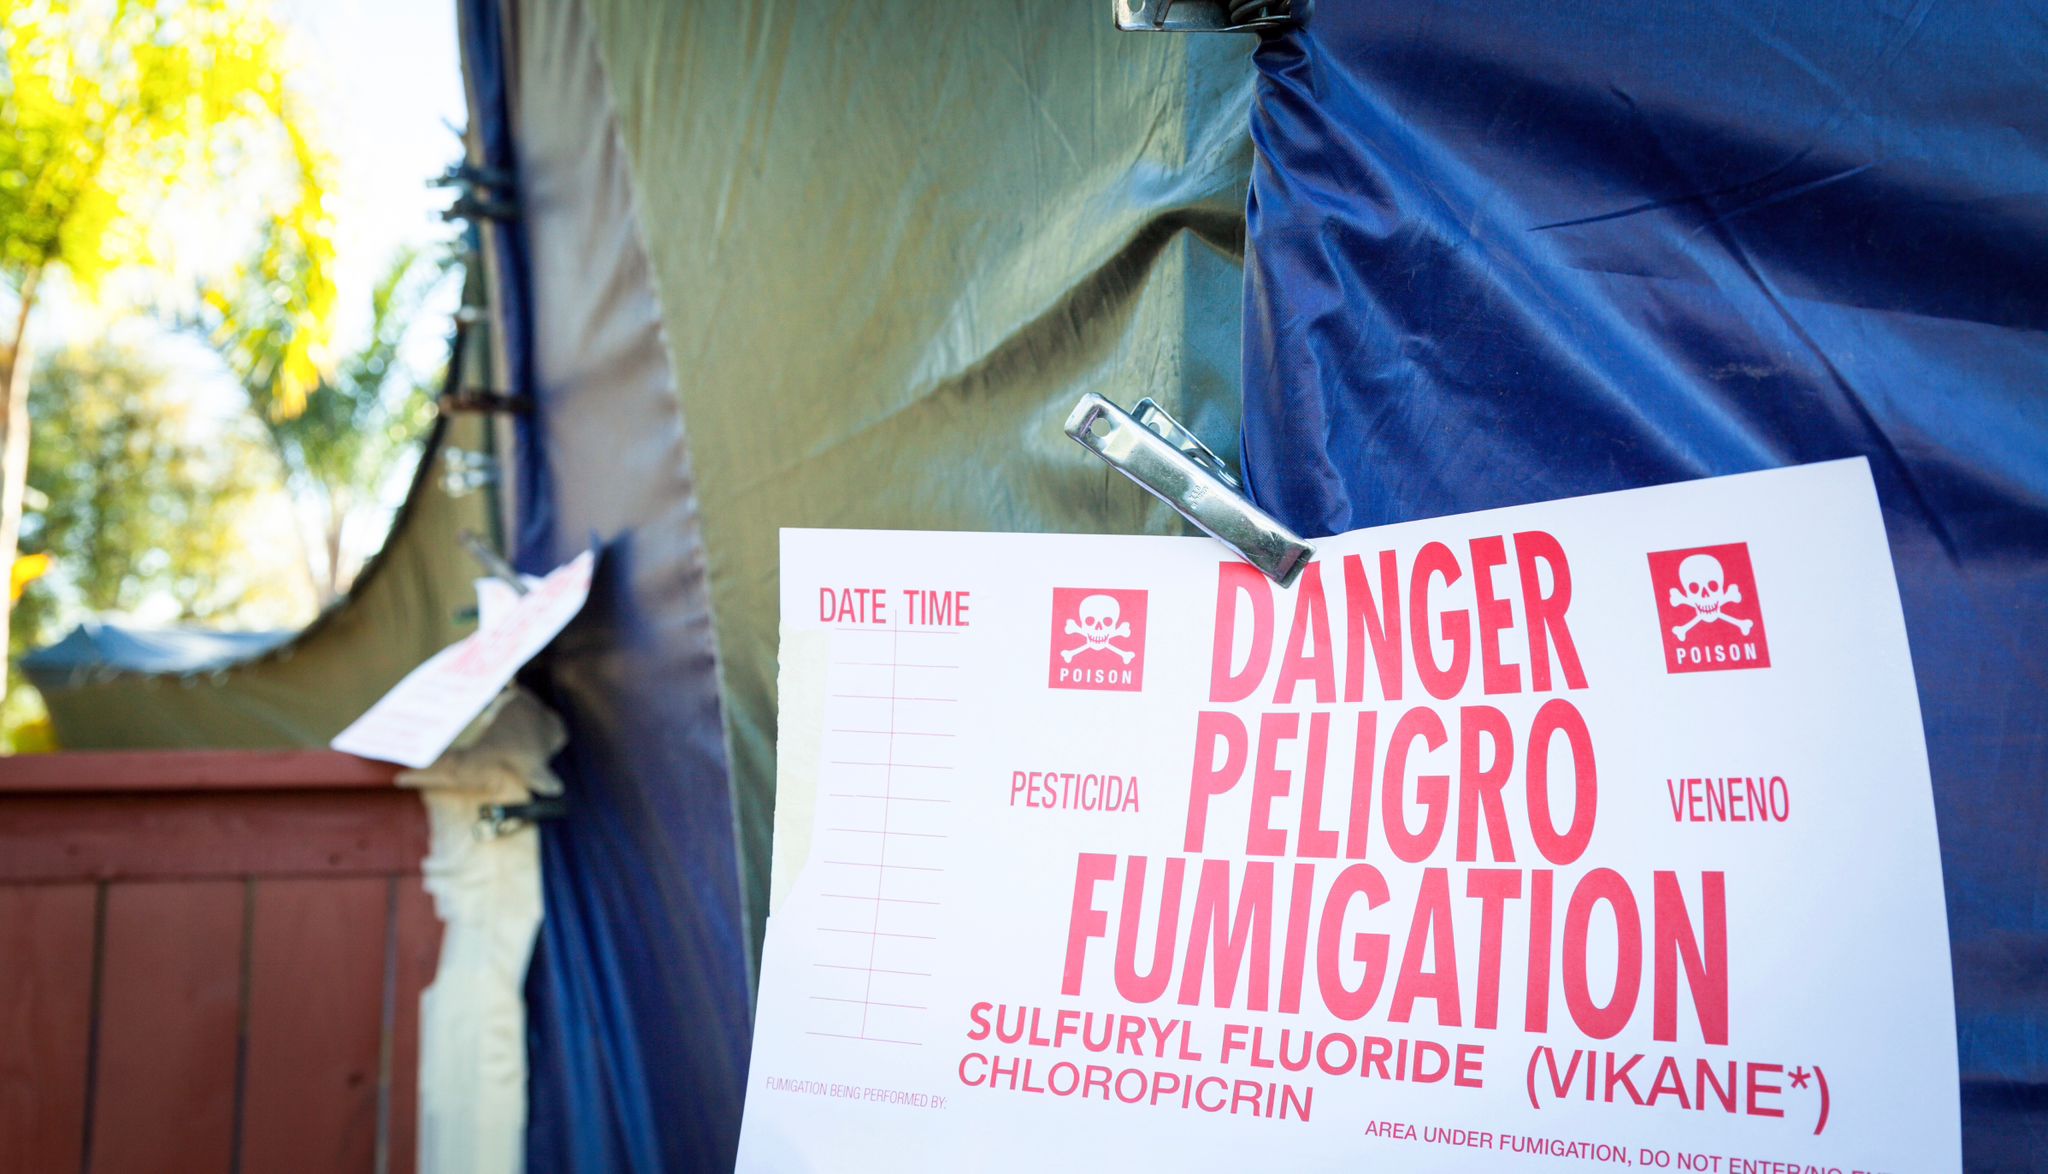 DATE TIME
POISON
DANGER
POISON
PELIGRO
PESTICIDA
VENENO
FUMIGATION
SULFURYL FLUORIDE (VIKANE*)
CHLOROPICRIN
FUMIGATION BEING PERFORMED BY:
AREA UNDER FUMIGATION, DO NOT ENTER/NO